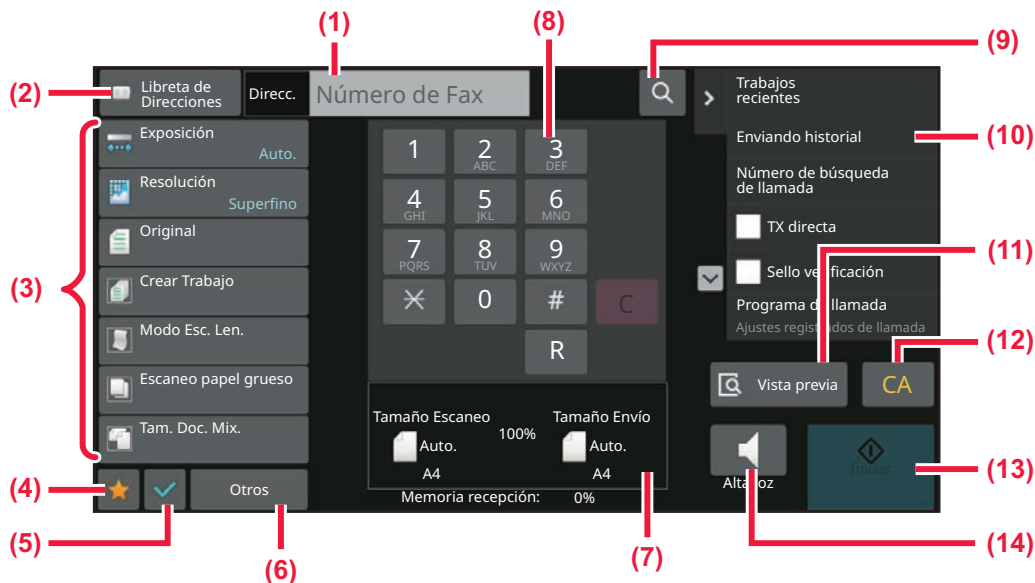 (1)
(8)
(9)
(2)
Libreta de
Direcciones
Direcc.
Número de Fax
Trabajos
recientes
(3)
Exposición
Auto.
Resolución
Superfino
Original
Crear Trabajo
Modo Esc. Len.
Escaneo papel grueso
Tam. Doc. Mix.
1
2
ABC
3
DEF
4
GHI
5
JKL
6
MNO
7
PQRS
8
TUV
9
WXYZ
0
#
C
R
Enviando historial
(10)
Número de búsqueda
de llamada
TX directa
(11)
Sello verificación
Programa de llamada
Ajustes registrados de llamada
(12)
Vista previa
CA
Tamaño Escaneo
Auto.
A4
100%
Tamaño Envío
Auto.
A4
Memoria recepción: 0%
(4)
(5)
Otros
(6)
(7)
Altavoz
Iniciar
(13)
(14)